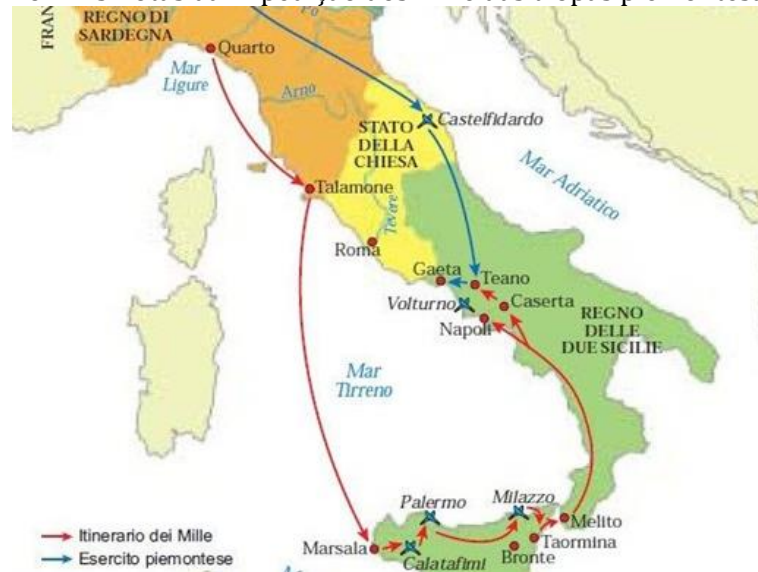 REGNO DI
SARDEGNA
FRAN
Po
Quarto
Mar
Ligure
Arno
Castelfidardo
STATO
DELLA
CHIESA
Mar Adriatico
Talamone
Tevere
Roma
Gaeta
Teano
Volturno
Caserta
Napoli
REGNO
DELLE
DUE SICILIE
Mar
Tirreno
Palermo
Milazzo
Itinerario dei Mille
Melito
Marsala
Taormina
Esercito piemontese
Calatafimi
Bronte